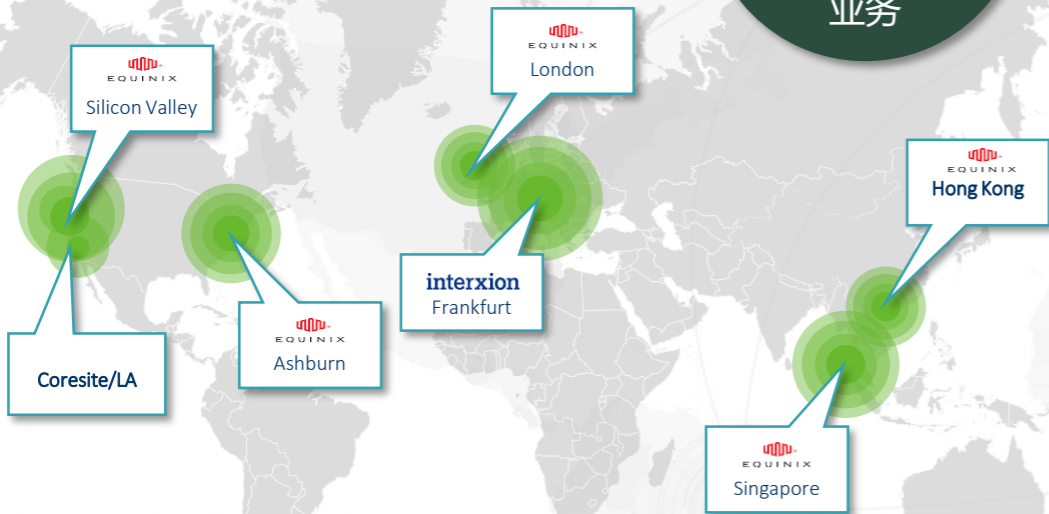 业务
EQUINIX
London
EQUINIX
Silicon Valley
EQUINIX
Hong Kong
interxion
Frankfurt
EQUINIX
Ashburn
Coresite/LA
EQUINIX
Singapore